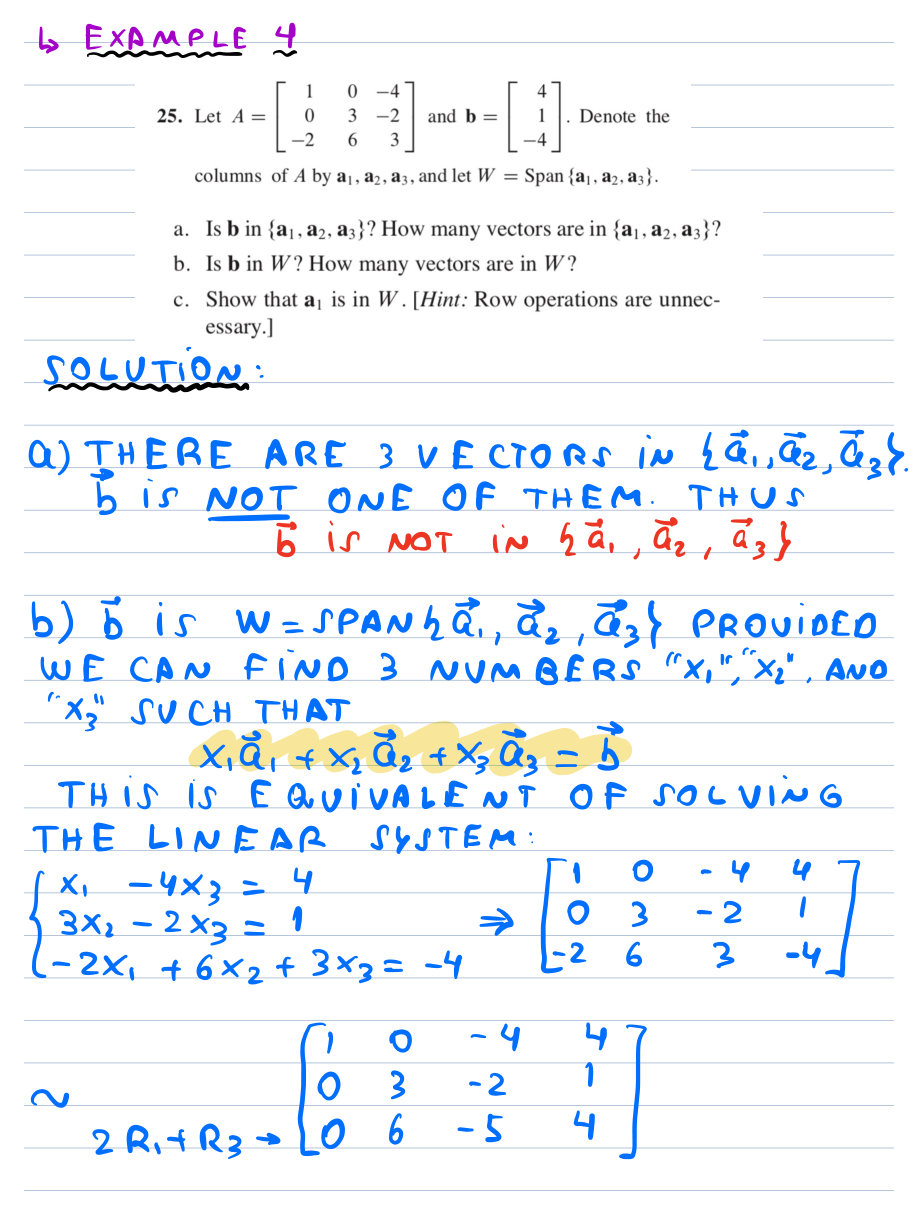 ↳ EXAMPLE 4
25. Let A = [ 1 0 −4 ; 0 3 −2 ; −2 6 3 ] and b = [ 4 ; 1 ; −4 ]. Denote the
columns of A by a₁, a₂, a₃, and let W = Span {a₁, a₂, a₃}.
a. Is b in {a₁, a₂, a₃}? How many vectors are in {a₁, a₂, a₃}?
b. Is b in W? How many vectors are in W?
c. Show that a₁ is in W. [Hint: Row operations are unnec-
essary.]
SOLUTION:
a) THERE ARE 3 VECTORS IN {a⃗₁, a⃗₂, a⃗₃}.
b⃗ IS NOT ONE OF THEM. THUS
b⃗ IS NOT IN {a⃗₁, a⃗₂, a⃗₃}
b) b⃗ IS W = SPAN{a⃗₁, a⃗₂, a⃗₃} PROVIDED
WE CAN FIND 3 NUMBERS "x₁", "x₂", AND
"x₃" SUCH THAT
x₁a⃗₁ + x₂a⃗₂ + x₃a⃗₃ = b⃗
THIS IS EQUIVALENT OF SOLVING
THE LINEAR SYSTEM:
{ x₁ − 4x₃ = 4 ⇒ [ 1 0 −4 4
3x₂ − 2x₃ = 1 0 3 −2 1
−2x₁ + 6x₂ + 3x₃ = −4 −2 6 3 −4 ]
[ 1 0 −4 4
~ 0 3 −2 1
2R₁ + R₃ → 0 6 −5 4 ]